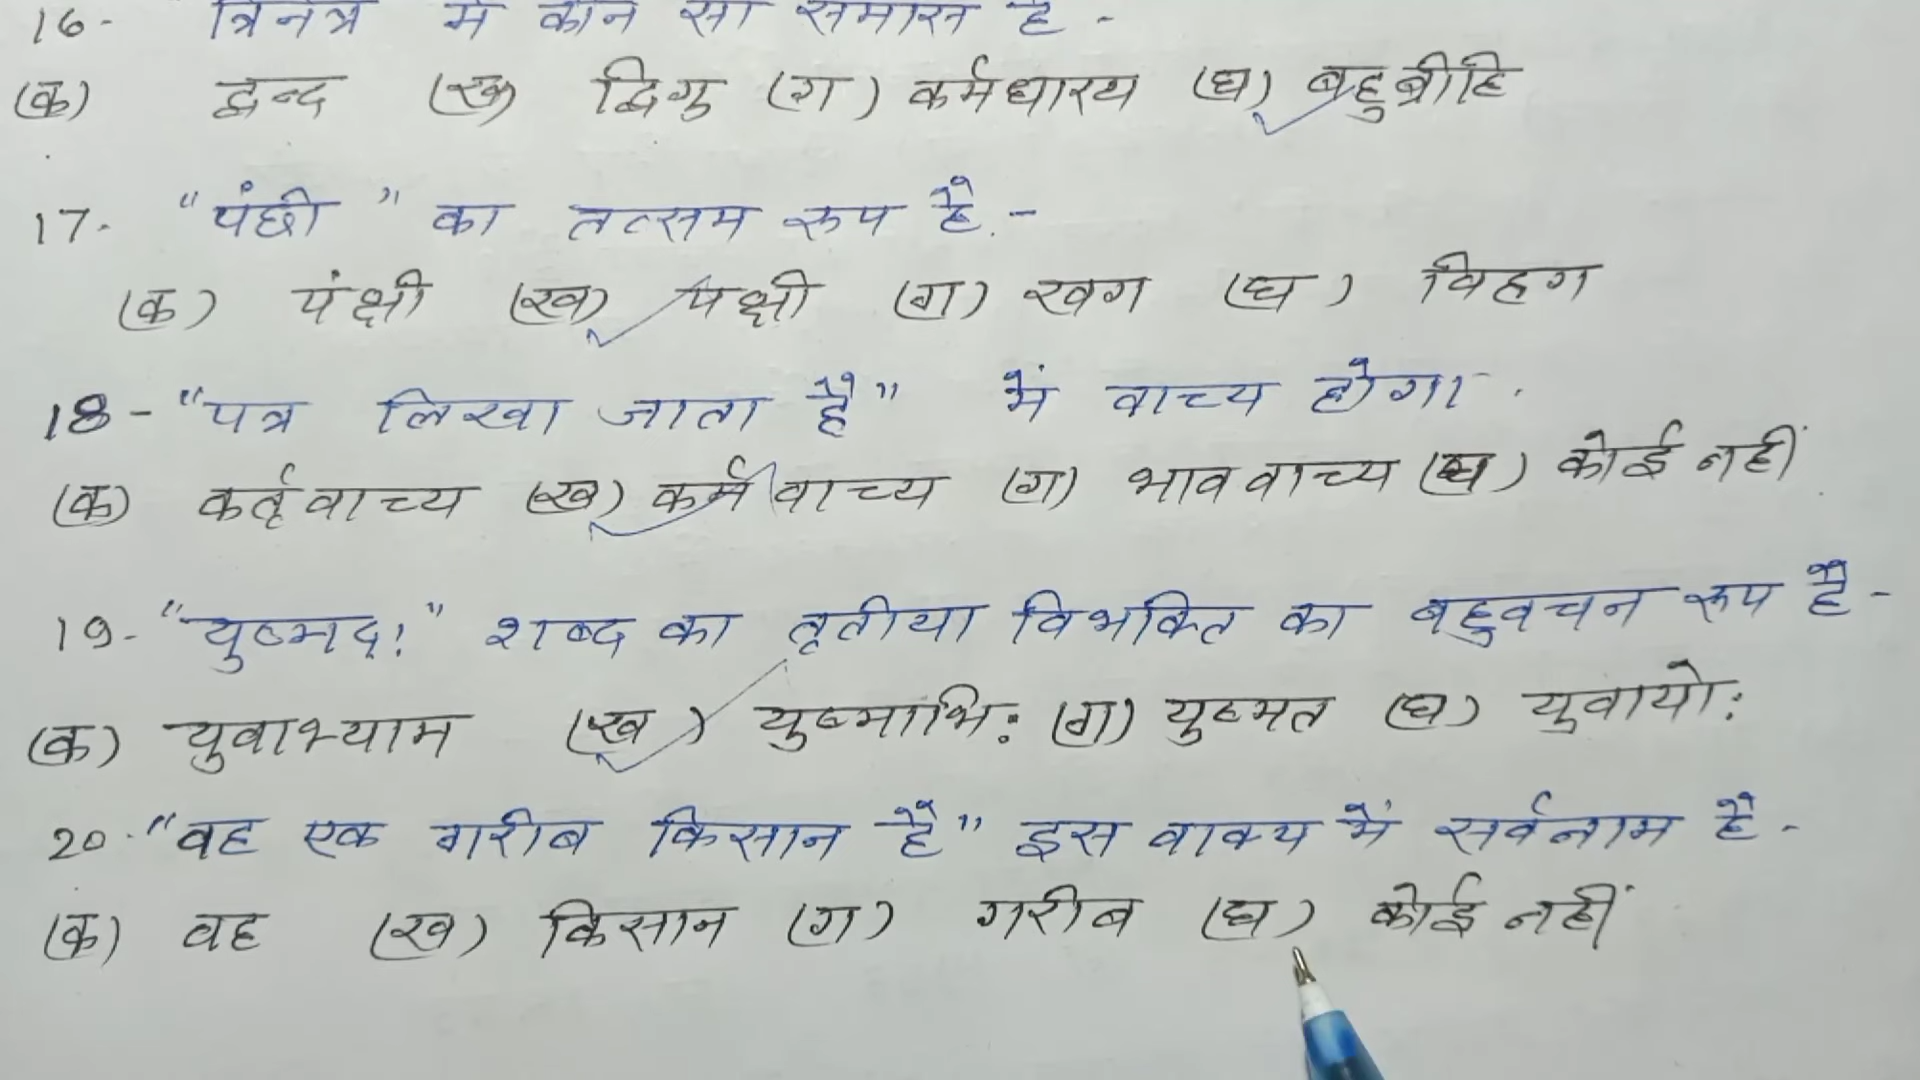 16- "त्रिनेत्र में कौन सा समास है -
(क) द्वन्द (ख) द्विगु (ग) कर्मधारय (घ) बहुब्रीहि
17- "पंछी" का तत्सम रूप है.-
(क) पंक्षी (ख) पक्षी (ग) खग (घ) विहग
18- "पत्र लिखा जाता है" में वाच्य होगा -
(क) कर्तृवाच्य (ख) कर्मवाच्य (ग) भाववाच्य (घ) कोई नहीं
19- "युष्मद्!" शब्द का तृतीया विभक्ति का बहुवचन रूप है -
(क) युवाभ्याम (ख) युष्माभि: (ग) युष्मत (घ) युवायो:
20- "वह एक गरीब किसान है" इस वाक्य में सर्वनाम है -
(क) वह (ख) किसान (ग) गरीब (घ) कोई नहीं